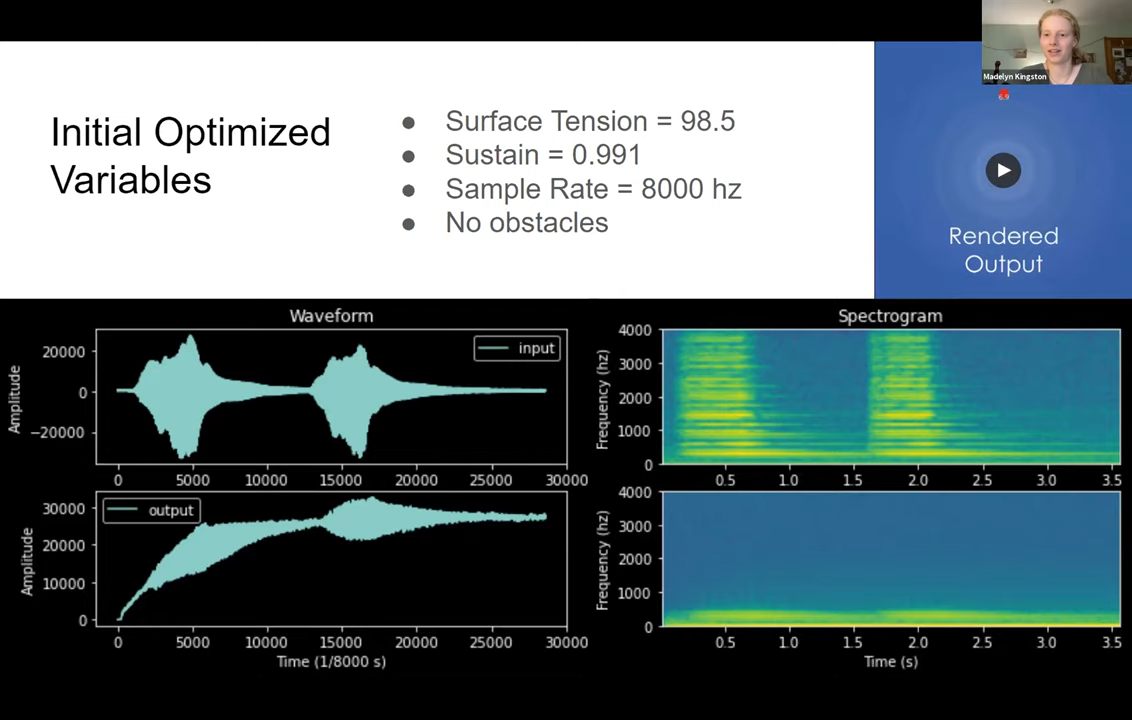 Madelyn Kingston
6.9
Initial Optimized
Variables
● Surface Tension = 98.5
● Sustain = 0.991
● Sample Rate = 8000 hz
● No obstacles
Rendered
Output
Waveform
input
Amplitude
20000
0
−20000
0 5000 10000 15000 20000 25000 30000
output
Amplitude
30000
20000
10000
0
0 5000 10000 15000 20000 25000 30000
Time (1/8000 s)
Spectrogram
Frequency (hz)
4000
3000
2000
1000
0
0.5 1.0 1.5 2.0 2.5 3.0 3.5
Frequency (hz)
4000
3000
2000
1000
0
0.5 1.0 1.5 2.0 2.5 3.0 3.5
Time (s)